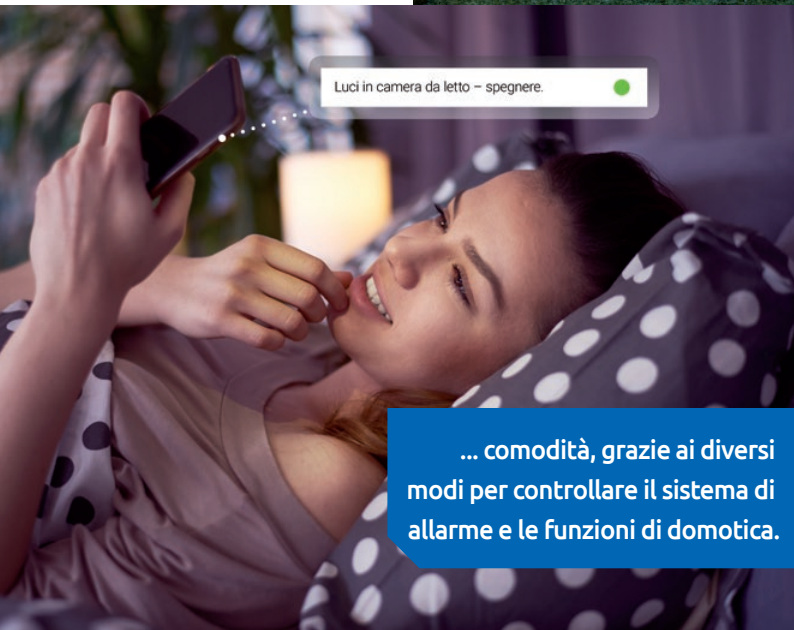 Luci in camera da letto – spegnere.
... comodità, grazie ai diversi
modi per controllare il sistema di
allarme e le funzioni di domotica.